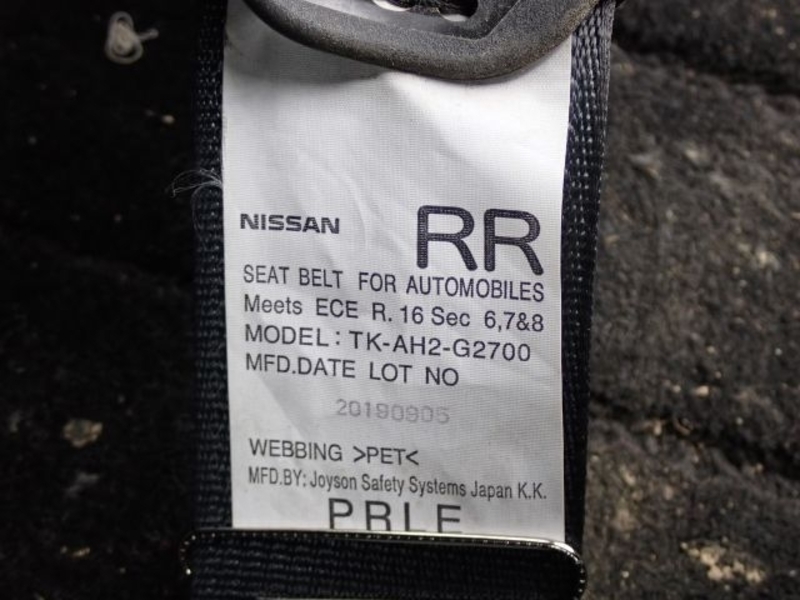 NISSAN RR
SEAT BELT FOR AUTOMOBILES
Meets ECE R. 16 Sec 6,7&8
MODEL: TK-AH2-G2700
MFD.DATE LOT NO
20190905
WEBBING >PET<
MFD.BY: Joyson Safety Systems Japan K.K.
PRLE